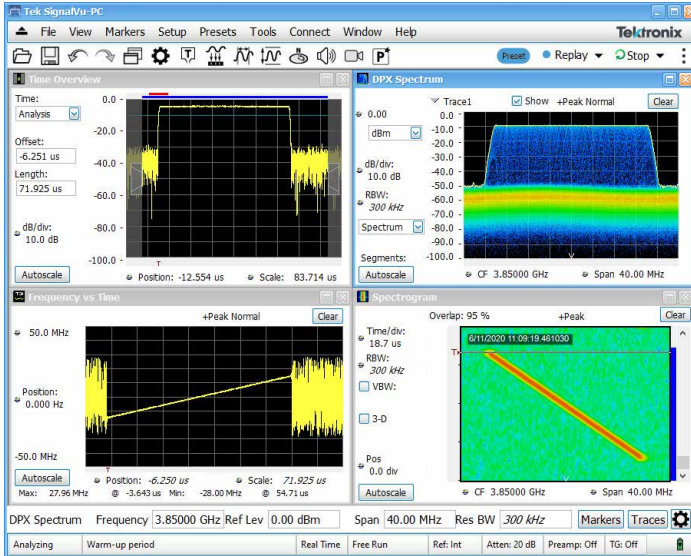 Tek SignalVu-PC
File View Markers Setup Presets Tools Connect Window Help
Tektronix
Preset Replay Stop
Time Overview
Time:
Analysis
Offset:
-6.251 us
Length:
71.925 us
dB/div:
10.0 dB
Autoscale
0.0
-20.0
-40.0
-60.0
-80.0
-100.0
T
Position: -12.554 us Scale: 83.714 us
DPX Spectrum
Trace1 Show +Peak Normal Clear
0.00
dBm
dB/div:
10.0 dB
RBW:
300 kHz
Spectrum
Segments:
Autoscale
0.0
-10.0
-20.0
-30.0
-40.0
-50.0
-60.0
-70.0
-80.0
-90.0
-100.0
CF 3.85000 GHz Span 40.00 MHz
Frequency vs Time
+Peak Normal Clear
50.0 MHz
Position:
0.000 Hz
-50.0 MHz
Autoscale
T
Position: -6.250 us Scale: 71.925 us
Max: 27.96 MHz @ -3.643 us Min: -28.00 MHz @ 54.71 us
Spectrogram
Overlap: 95 % +Peak Clear
Time/div:
18.7 us
RBW:
300 kHz
VBW:
3-D
Pos
0.0 div
Autoscale
6/11/2020 11:09:19.461030
T
CF 3.85000 GHz Span 40.00 MHz
DPX Spectrum Frequency 3.85000 GHz Ref Lev 0.00 dBm Span 40.00 MHz Res BW 300 kHz Markers Traces
Analyzing Warm-up period Real Time Free Run Ref: Int Atten: 20 dB Preamp: Off TG: Off